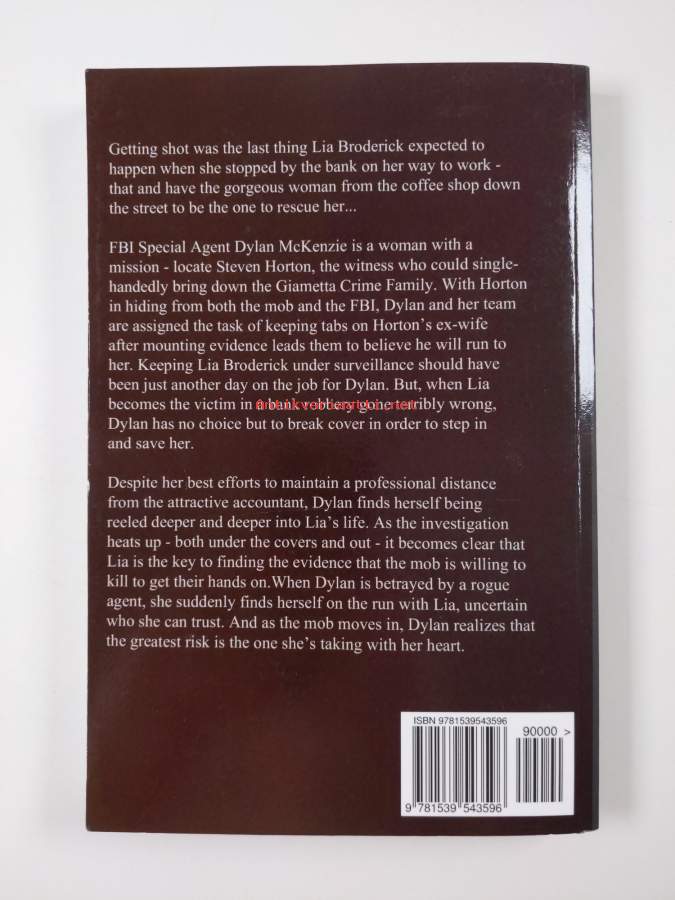 Getting shot was the last thing Lia Broderick expected to
happen when she stopped by the bank on her way to work -
that and have the gorgeous woman from the coffee shop down
the street to be the one to rescue her...
FBI Special Agent Dylan McKenzie is a woman with a
mission - locate Steven Horton, the witness who could single-
handedly bring down the Giametta Crime Family. With Horton
in hiding from both the mob and the FBI, Dylan and her team
are assigned the task of keeping tabs on Horton's ex-wife
after mounting evidence leads them to believe he will run to
her. Keeping Lia Broderick under surveillance should have
been just another day on the job for Dylan. But, when Lia
becomes the victim in a bank robbery gone terribly wrong,
Dylan has no choice but to break cover in order to step in
and save her.
Despite her best efforts to maintain a professional distance
from the attractive accountant, Dylan finds herself being
reeled deeper and deeper into Lia's life. As the investigation
heats up - both under the covers and out - it becomes clear that
Lia is the key to finding the evidence that the mob is willing to
kill to get their hands on.When Dylan is betrayed by a rogue
agent, she suddenly finds herself on the run with Lia, uncertain
who she can trust. And as the mob moves in, Dylan realizes that
the greatest risk is the one she's taking with her heart.
ISBN 9781539543596
90000 >
9 781539 543596